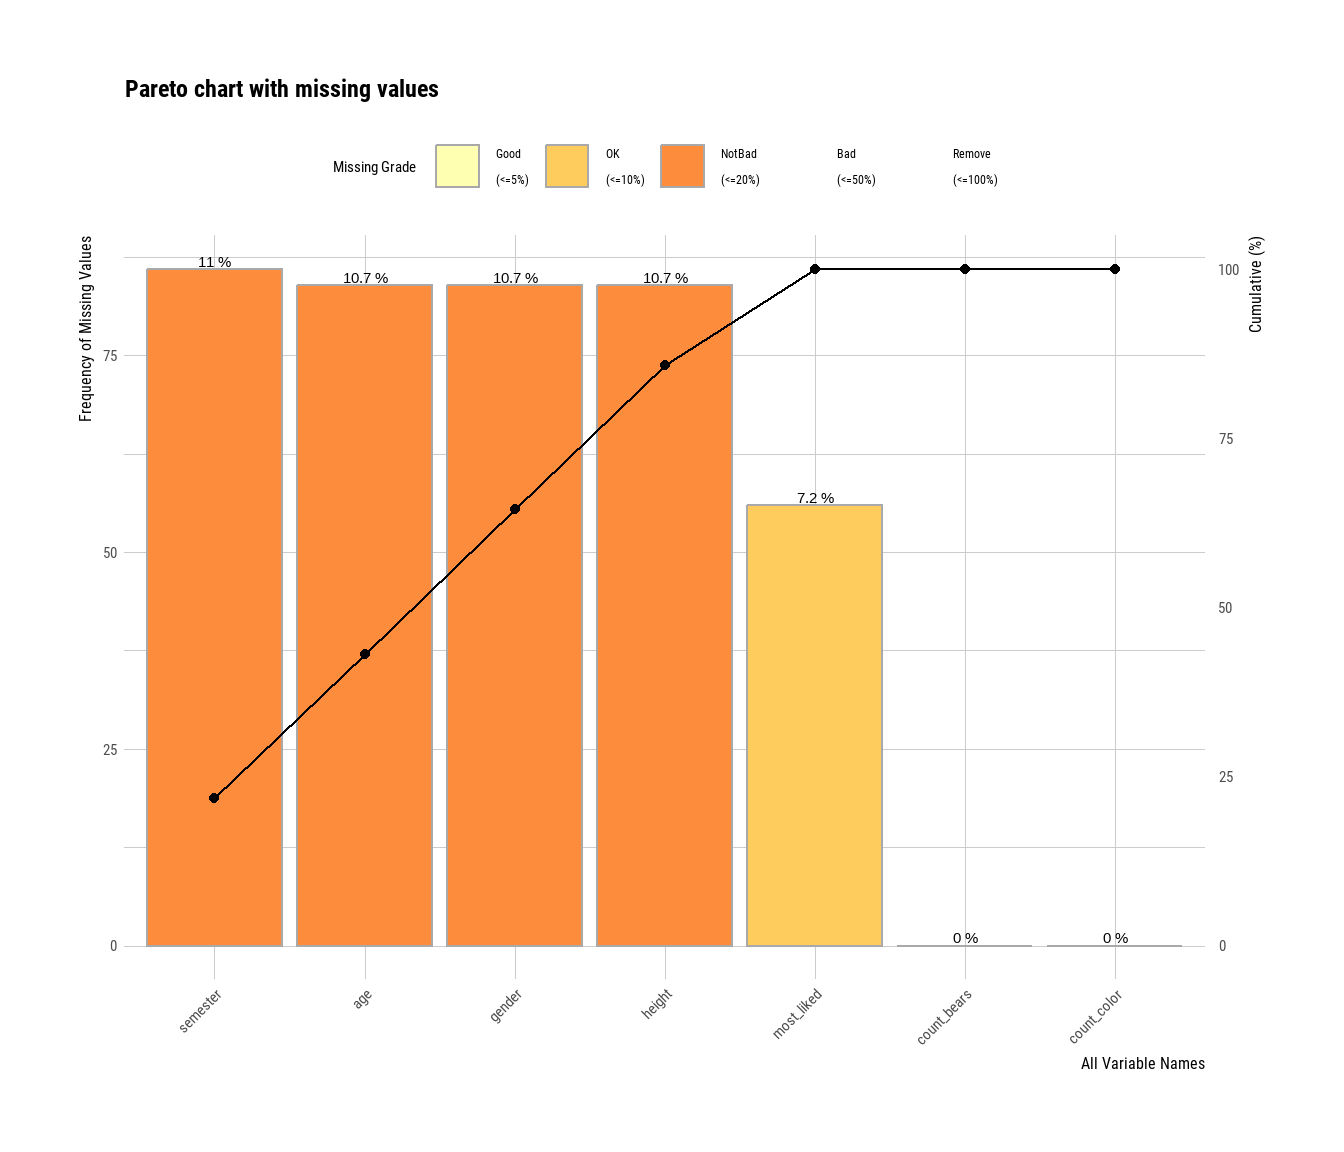 Pareto chart with missing values
Missing Grade
Good
(<=5%)
OK
(<=10%)
NotBad
(<=20%)
Bad
(<=50%)
Remove
(<=100%)
Frequency of Missing Values
Cumulative (%)
11 %
10.7 %
10.7 %
10.7 %
7.2 %
0 %
0 %
75
50
25
0
100
75
50
25
0
semester
age
gender
height
most_liked
count_bears
count_color
All Variable Names